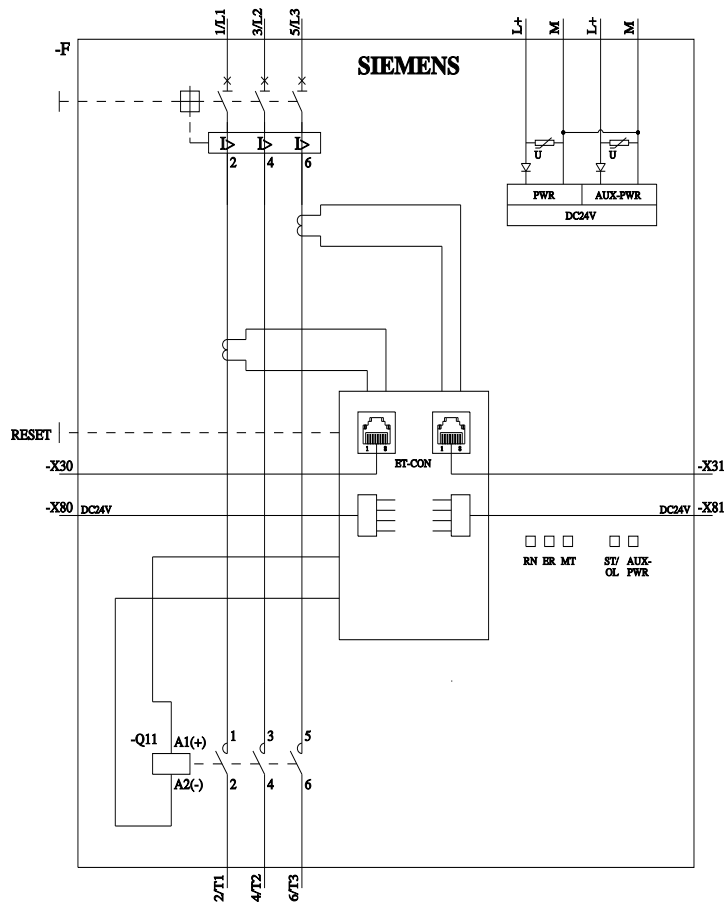 1/L1 3/L2 5/L3 L+ M L+ M
-F
SIEMENS
I> I> I>
2 4 6
U U
PWR AUX-PWR
DC24V
RESET
1 8 1 8
ET-CON
-X30 -X31
-X80 DC24V DC24V -X81
RN ER MT ST/OL AUX-PWR
-Q11 A1(+) 1 3 5
A2(-) 2 4 6
2/T1 4/T2 6/T3